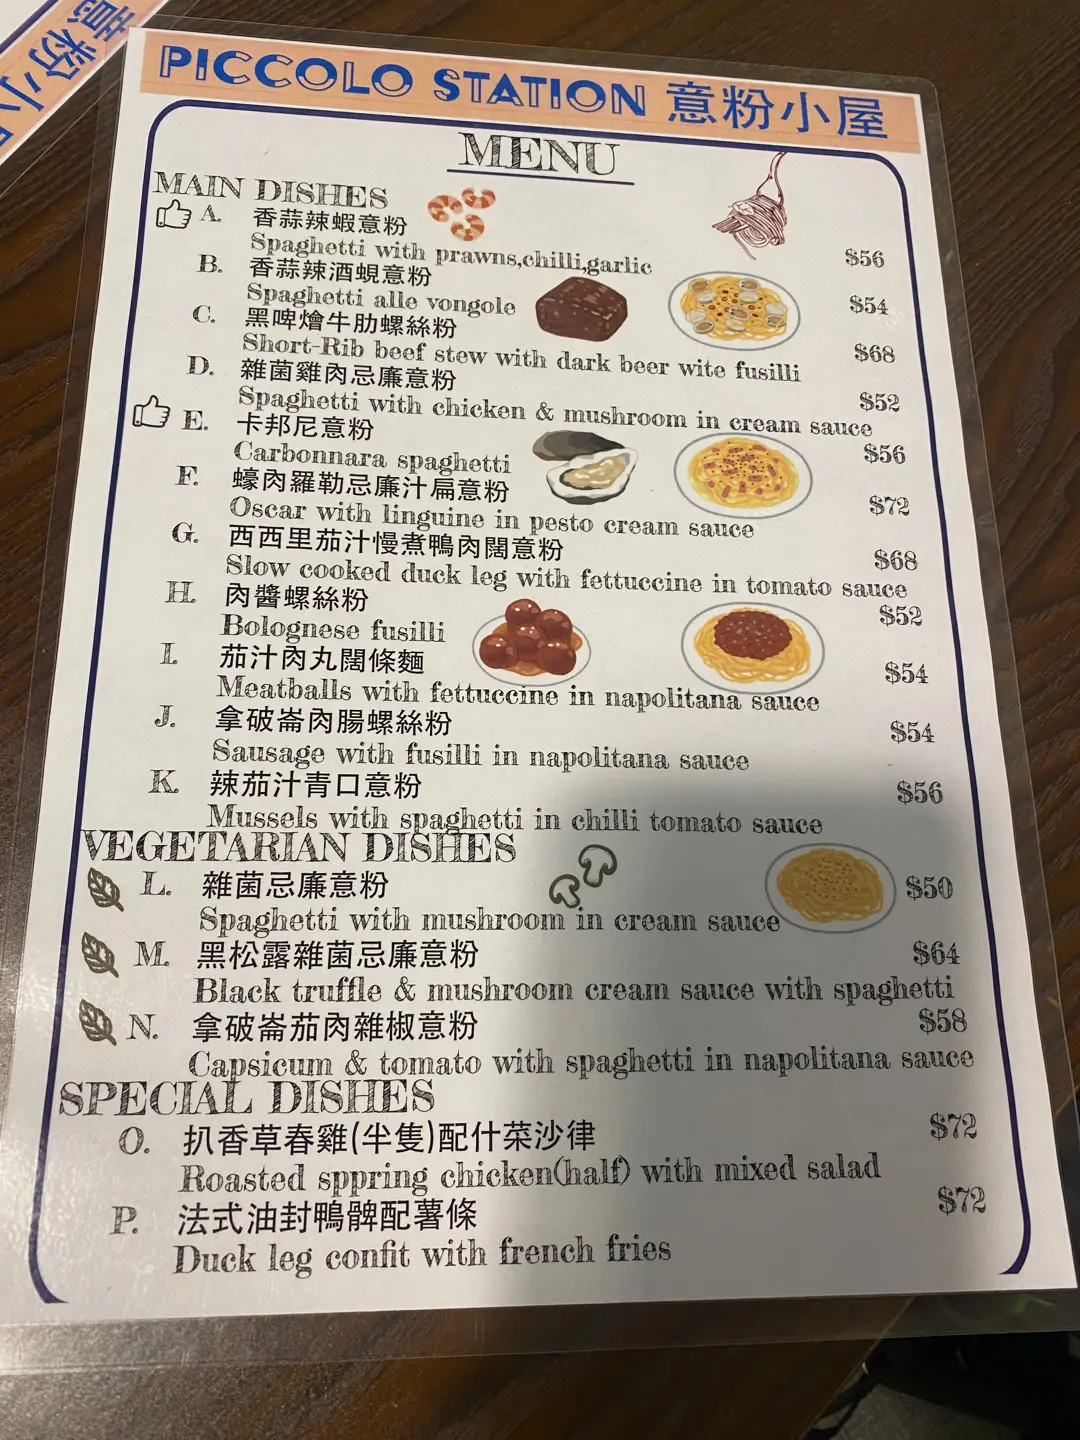 PICCOLO STATION 意粉小屋
MENU
MAIN DISHES
A. 香蒜辣蝦意粉
Spaghetti with prawns,chilli,garlic $56
B. 香蒜辣酒蜆意粉
Spaghetti alle vongole $54
C. 黑啤燴牛肋螺絲粉
Short-Rib beef stew with dark beer wite fusilli $68
D. 雜菌雞肉忌廉意粉
Spaghetti with chicken & mushroom in cream sauce $52
E. 卡邦尼意粉
Carbonnara spaghetti $56
F. 蠔肉羅勒忌廉汁扁意粉
Oscar with linguine in pesto cream sauce $72
G. 西西里茄汁慢煮鴨肉闊意粉
Slow cooked duck leg with fettuccine in tomato sauce $68
H. 肉醬螺絲粉
Bolognese fusilli $52
I. 茄汁肉丸闊條麵
Meatballs with fettuccine in napolitana sauce $54
J. 拿破崙肉腸螺絲粉
Sausage with fusilli in napolitana sauce $54
K. 辣茄汁青口意粉
Mussels with spaghetti in chilli tomato sauce $56
VEGETARIAN DISHES
L. 雜菌忌廉意粉 $50
Spaghetti with mushroom in cream sauce
M. 黑松露雜菌忌廉意粉 $64
Black truffle & mushroom cream sauce with spaghetti
N. 拿破崙茄肉雜椒意粉 $58
Capsicum & tomato with spaghetti in napolitana sauce
SPECIAL DISHES
O. 扒香草春雞(半隻)配什菜沙律 $72
Roasted sppring chicken(half) with mixed salad
P. 法式油封鴨髀配薯條 $72
Duck leg confit with french fries
意粉小